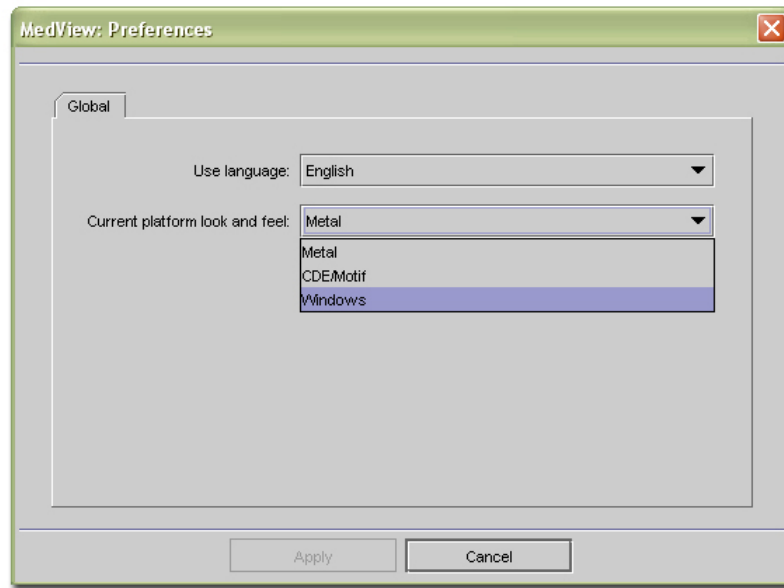 MedView: Preferences
Global
Use language: English
Current platform look and feel: Metal
Metal
CDE/Motif
Windows
Apply Cancel